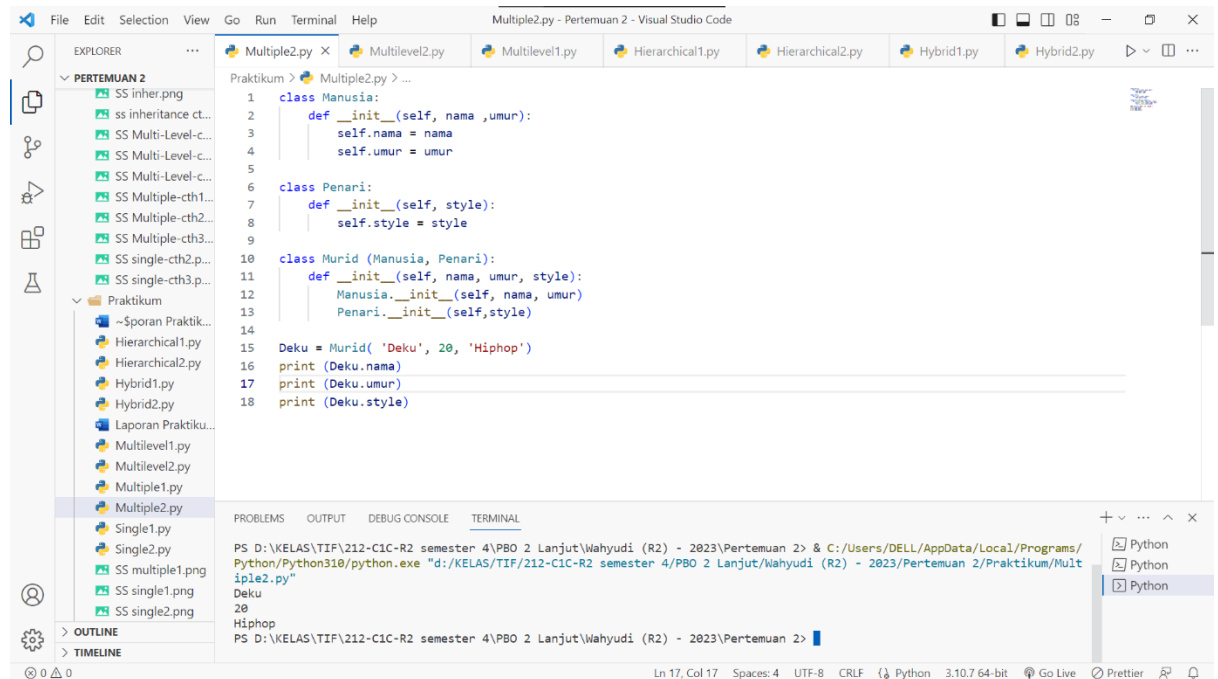 File Edit Selection View Go Run Terminal Help Multiple2.py - Pertemuan 2 - Visual Studio Code
EXPLORER
PERTEMUAN 2
SS inher.png
ss inheritance ct...
SS Multi-Level-c...
SS Multi-Level-c...
SS Multi-Level-c...
SS Multiple-cth1...
SS Multiple-cth2...
SS Multiple-cth3...
SS single-cth2.p...
SS single-cth3.p...
Praktikum
~$poran Praktik...
Hierarchical1.py
Hierarchical2.py
Hybrid1.py
Hybrid2.py
Laporan Praktiku...
Multilevel1.py
Multilevel2.py
Multiple1.py
Multiple2.py
Single1.py
Single2.py
SS multiple1.png
SS single1.png
SS single2.png
OUTLINE
TIMELINE
Multiple2.py Multilevel2.py Multilevel1.py Hierarchical1.py Hierarchical2.py Hybrid1.py Hybrid2.py
Praktikum > Multiple2.py > ...
1 class Manusia:
2 def __init__(self, nama ,umur):
3 self.nama = nama
4 self.umur = umur
5
6 class Penari:
7 def __init__(self, style):
8 self.style = style
9
10 class Murid (Manusia, Penari):
11 def __init__(self, nama, umur, style):
12 Manusia.__init__(self, nama, umur)
13 Penari.__init__(self,style)
14
15 Deku = Murid( 'Deku', 20, 'Hiphop')
16 print (Deku.nama)
17 print (Deku.umur)
18 print (Deku.style)
PROBLEMS OUTPUT DEBUG CONSOLE TERMINAL
PS D:\KELAS\TIF\212-C1C-R2 semester 4\PBO 2 Lanjut\Wahyudi (R2) - 2023\Pertemuan 2> & C:/Users/DELL/AppData/Local/Programs/
Python/Python310/python.exe "d:/KELAS/TIF/212-C1C-R2 semester 4/PBO 2 Lanjut/Wahyudi (R2) - 2023/Pertemuan 2/Praktikum/Mult
iple2.py"
Deku
20
Hiphop
PS D:\KELAS\TIF\212-C1C-R2 semester 4\PBO 2 Lanjut\Wahyudi (R2) - 2023\Pertemuan 2>
Python
Python
Python
0 0 Ln 17, Col 17 Spaces: 4 UTF-8 CRLF Python 3.10.7 64-bit Go Live Prettier